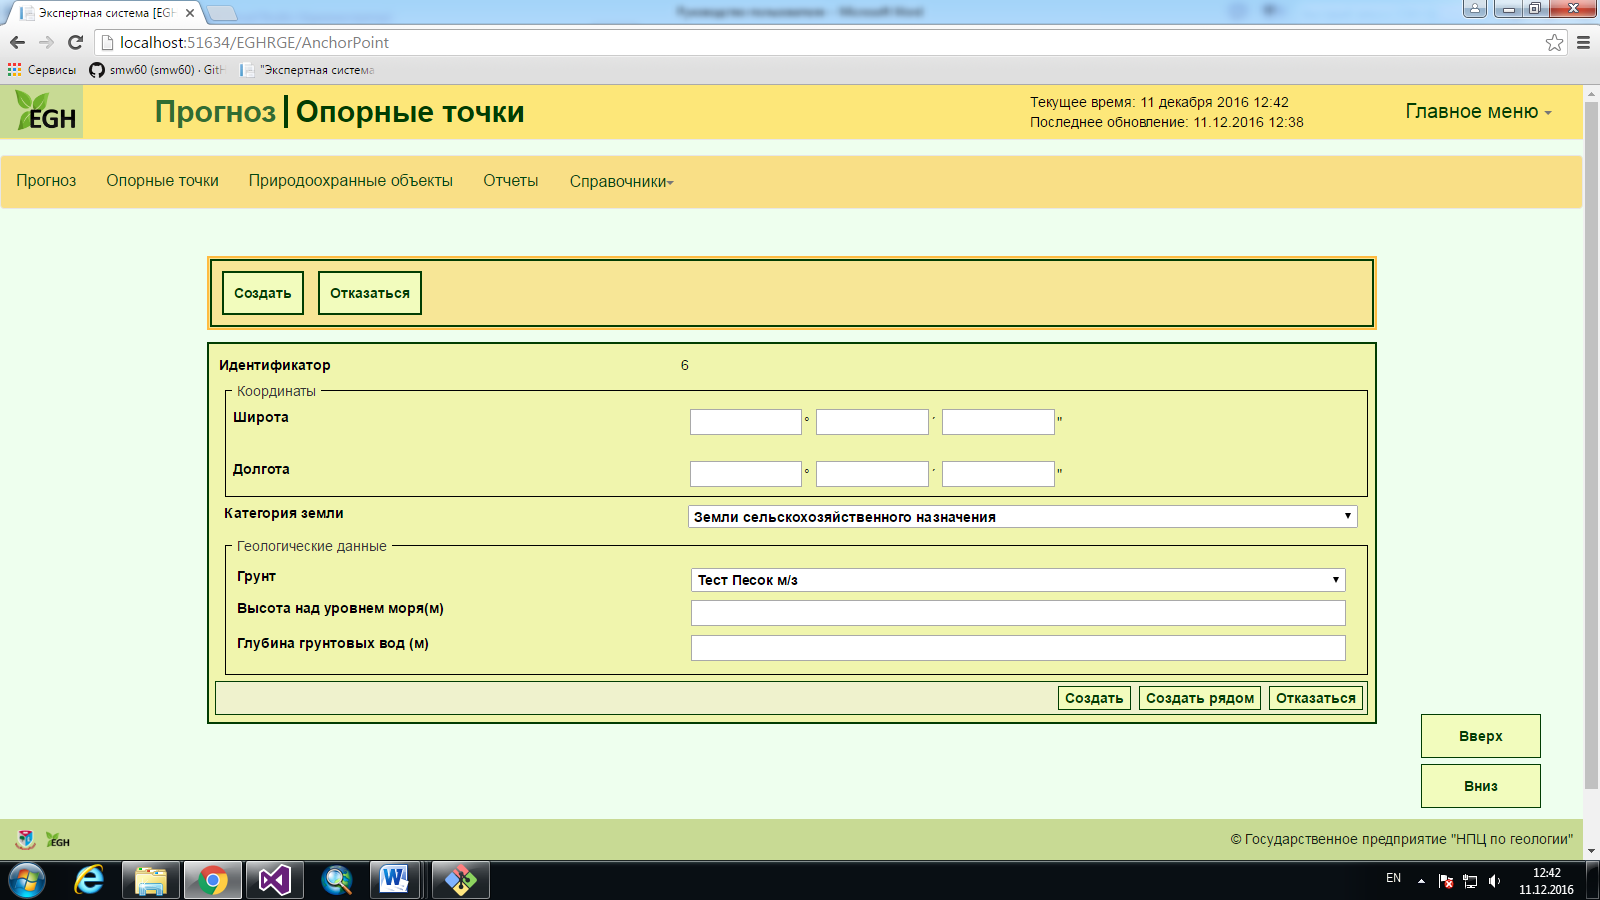 Экспертная система [EGH
Руководство пользователя - Microsoft Word
localhost:51634/EGHRGE/AnchorPoint
Сервисы smw60 (smw60) · Gith "Экспертная система
EGH
Прогноз | Опорные точки
Текущее время: 11 декабря 2016 12:42
Последнее обновление: 11.12.2016 12:38
Главное меню
Прогноз Опорные точки Природоохранные объекты Отчеты Справочники
Создать Отказаться
Идентификатор 6
Координаты
Широта ° ´ "
Долгота ° ´ "
Категория земли Земли сельскохозяйственного назначения
Геологические данные
Грунт Тест Песок м/з
Высота над уровнем моря(м)
Глубина грунтовых вод (м)
Создать Создать рядом Отказаться
Вверх
Вниз
EGH © Государственное предприятие "НПЦ по геологии"
EN 12:42
11.12.2016